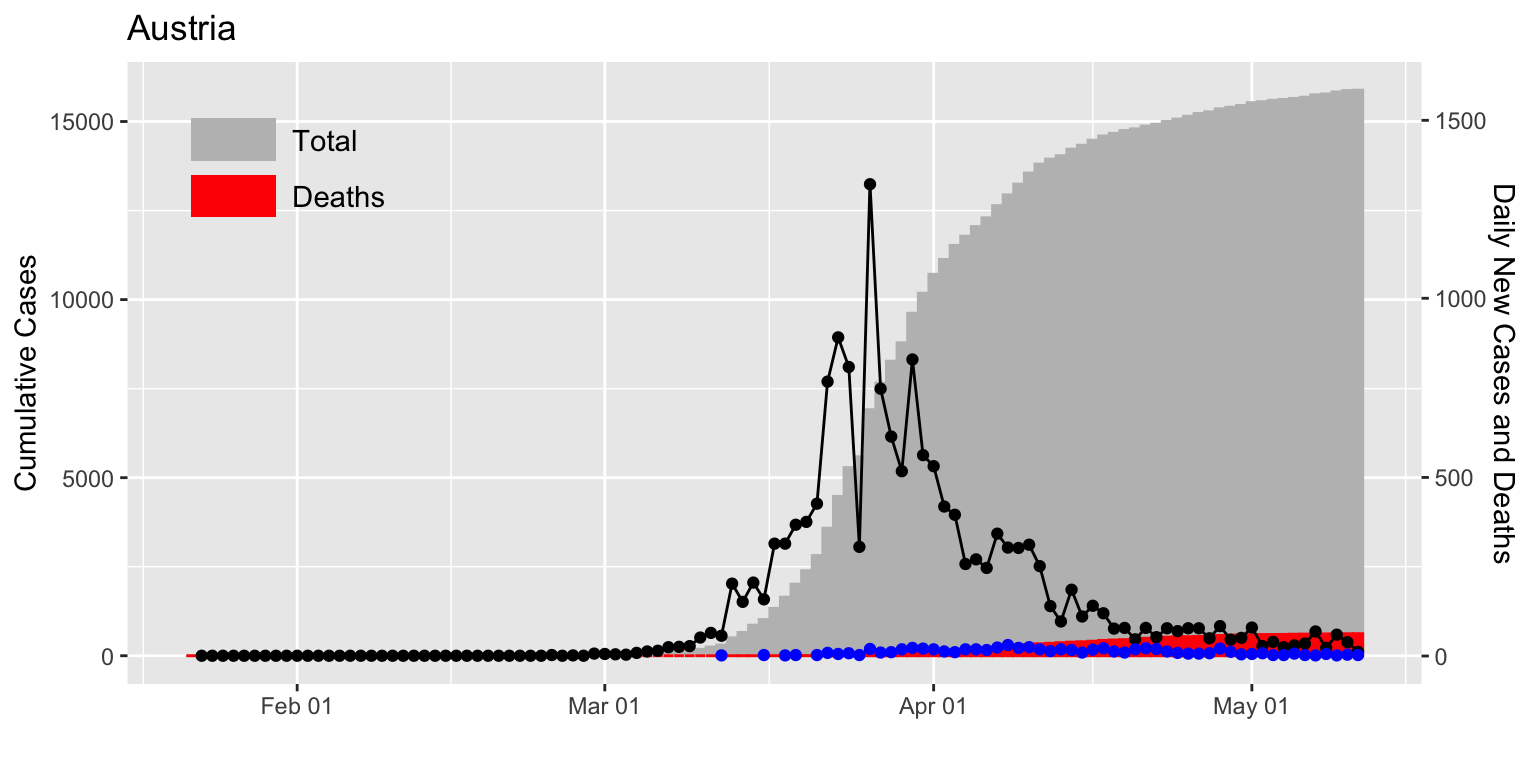 Austria
Total
Deaths
15000
10000
5000
0
Cumulative Cases
1500
1000
500
0
Daily New Cases and Deaths
Feb 01
Mar 01
Apr 01
May 01